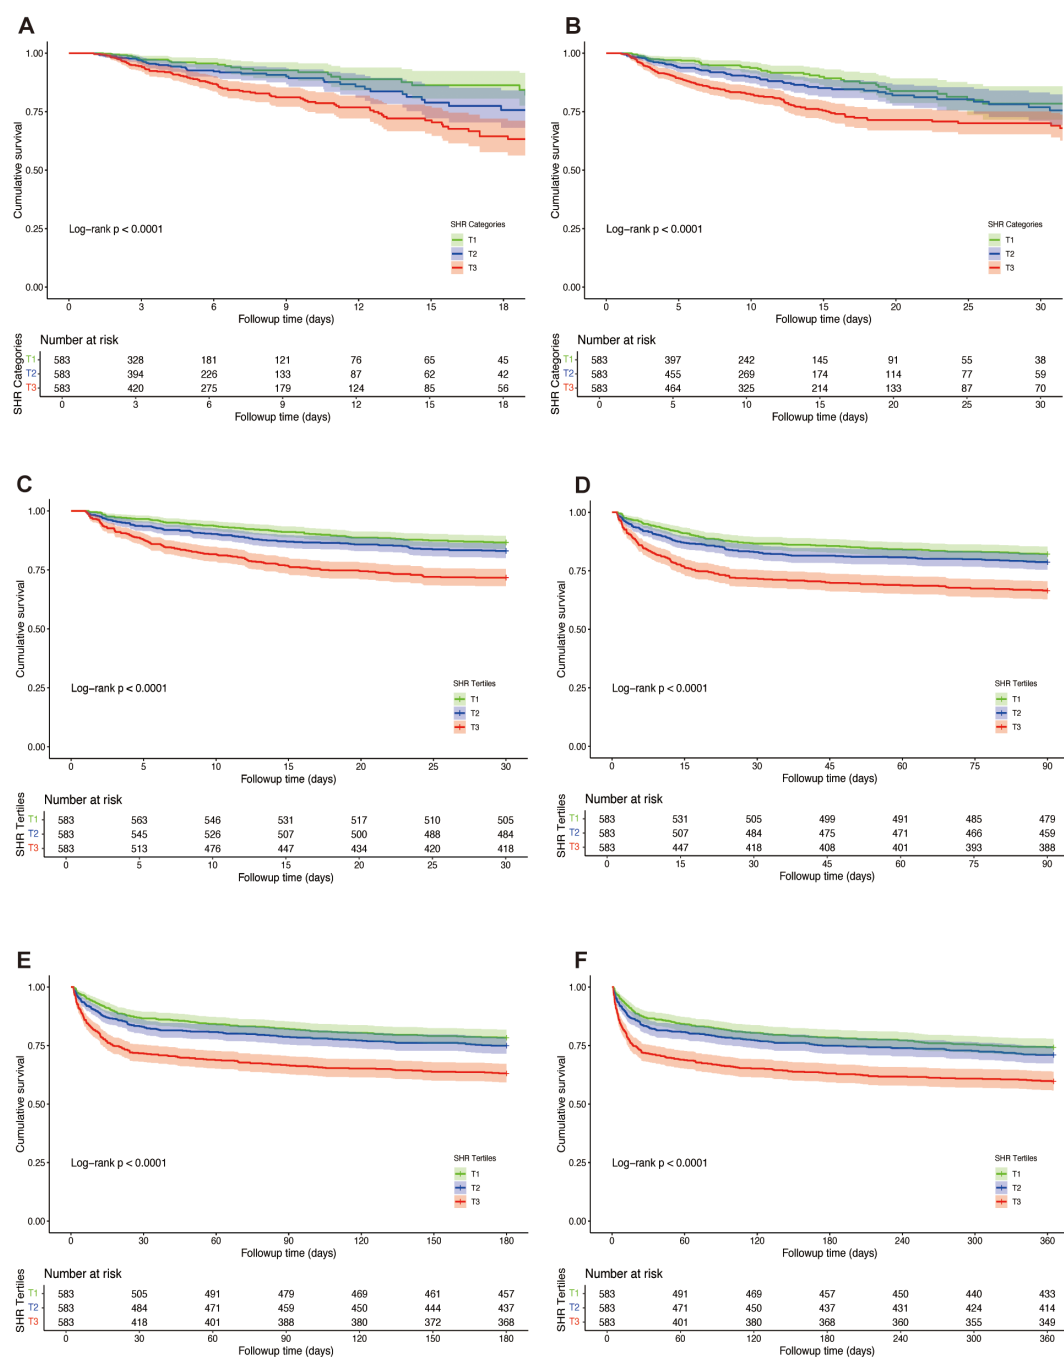 A
1.00
0.75
0.50
0.25
0.00
Cumulative survival
Log-rank p < 0.0001
SHR Categories
T1
T2
T3
0 3 6 9 12 15 18
Followup time (days)
Number at risk
SHR Categories
T1 583 328 181 121 76 65 45
T2 583 394 226 133 87 62 42
T3 583 420 275 179 124 85 56
0 3 6 9 12 15 18
Followup time (days)
B
1.00
0.75
0.50
0.25
0.00
Cumulative survival
Log-rank p < 0.0001
SHR Categories
T1
T2
T3
0 5 10 15 20 25 30
Followup time (days)
Number at risk
SHR Categories
T1 583 397 242 145 91 55 38
T2 583 455 269 174 114 77 59
T3 583 464 325 214 133 87 70
0 5 10 15 20 25 30
Followup time (days)
C
1.00
0.75
0.50
0.25
0.00
Cumulative survival
Log-rank p < 0.0001
SHR Tertiles
T1
T2
T3
0 5 10 15 20 25 30
Followup time (days)
Number at risk
SHR Tertiles
T1 583 563 546 531 517 510 505
T2 583 545 526 507 500 488 484
T3 583 513 476 447 434 420 418
0 5 10 15 20 25 30
Followup time (days)
D
1.00
0.75
0.50
0.25
0.00
Cumulative survival
Log-rank p < 0.0001
SHR Tertiles
T1
T2
T3
0 15 30 45 60 75 90
Followup time (days)
Number at risk
SHR Tertiles
T1 583 531 505 499 491 485 479
T2 583 507 484 475 471 466 459
T3 583 447 418 408 401 393 388
0 15 30 45 60 75 90
Followup time (days)
E
1.00
0.75
0.50
0.25
0.00
Cumulative survival
Log-rank p < 0.0001
SHR Tertiles
T1
T2
T3
0 30 60 90 120 150 180
Followup time (days)
Number at risk
SHR Tertiles
T1 583 505 491 479 469 461 457
T2 583 484 471 459 450 444 437
T3 583 418 401 388 380 372 368
0 30 60 90 120 150 180
Followup time (days)
F
1.00
0.75
0.50
0.25
0.00
Cumulative survival
Log-rank p < 0.0001
SHR Tertiles
T1
T2
T3
0 60 120 180 240 300 360
Followup time (days)
Number at risk
SHR Tertiles
T1 583 491 469 457 450 440 433
T2 583 471 450 437 431 424 414
T3 583 401 380 368 360 355 349
0 60 120 180 240 300 360
Followup time (days)